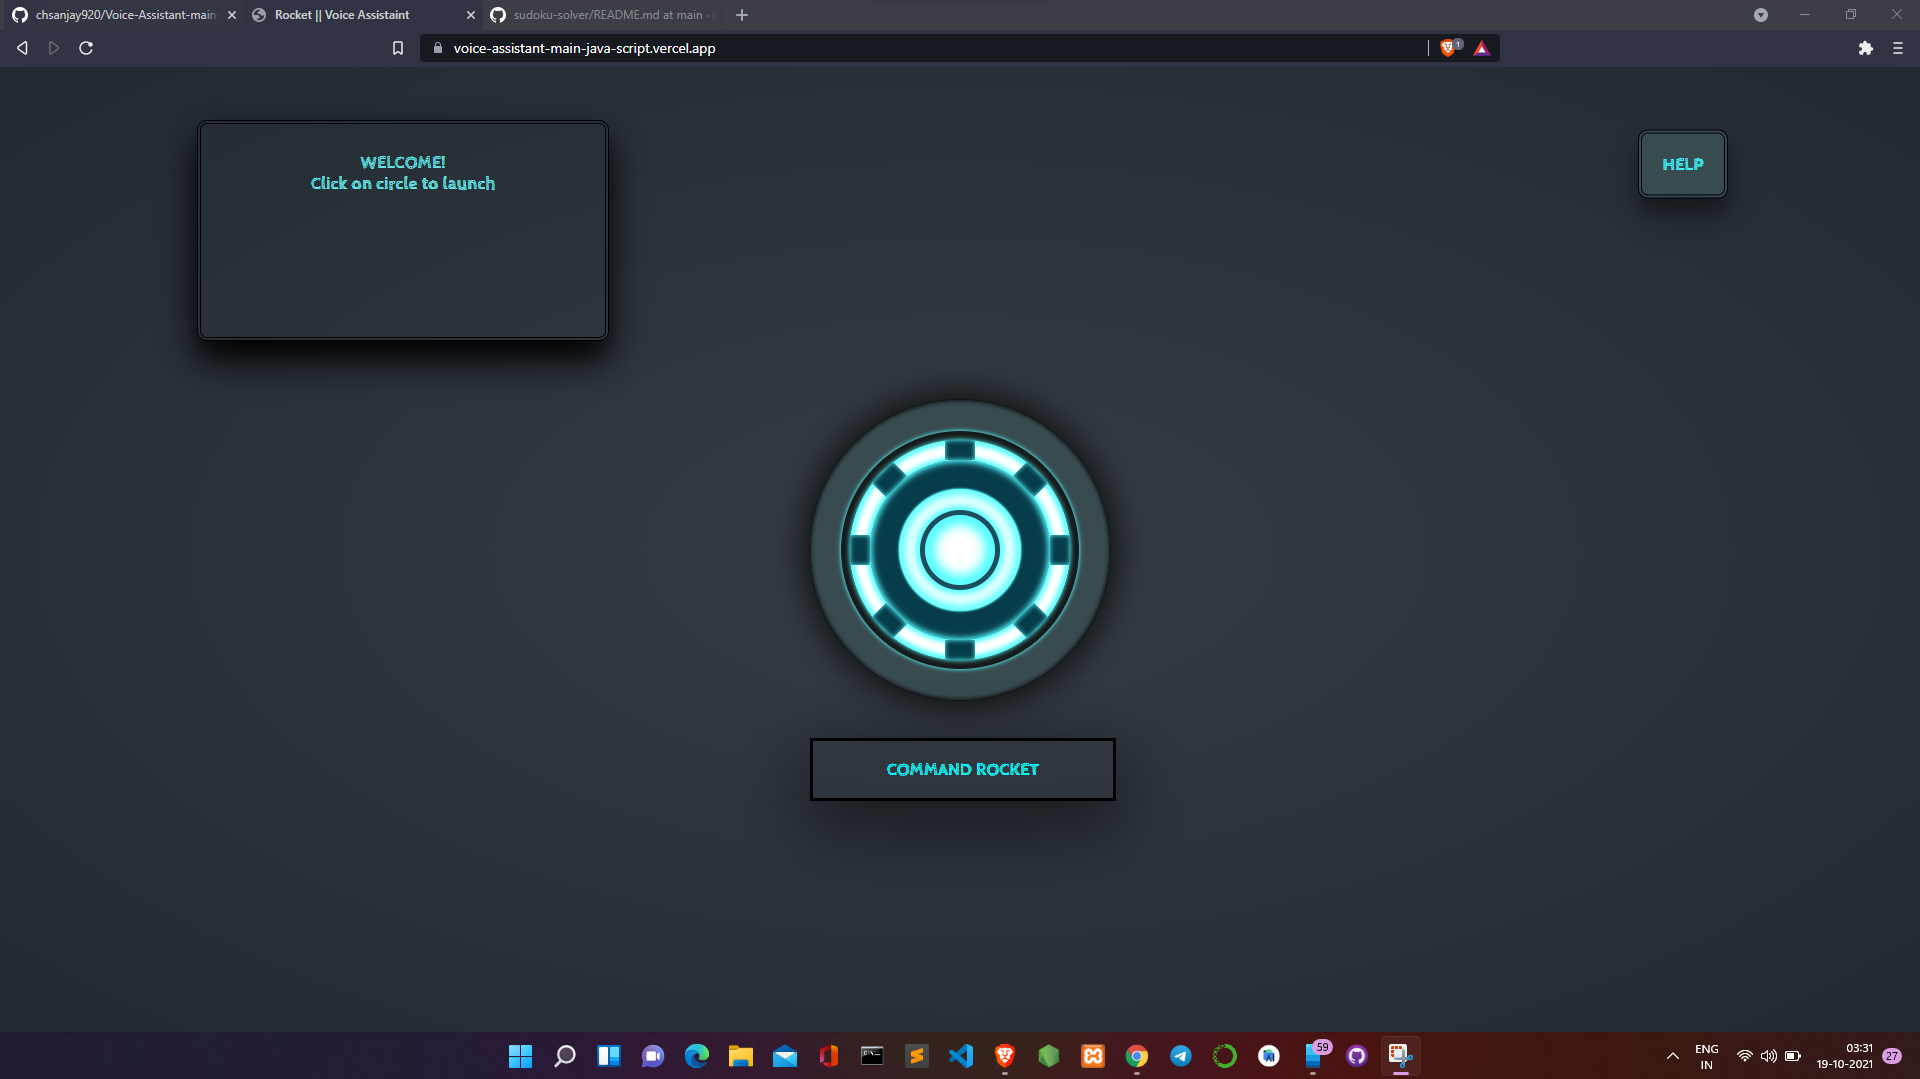 chsanjay920/Voice-Assistant-main
Rocket || Voice Assistaint
sudoku-solver/README.md at main
voice-assistant-main-java-script.vercel.app
1
WELCOME!
Click on circle to launch
HELP
COMMAND ROCKET
59
ENG
IN
03:31
19-10-2021
27